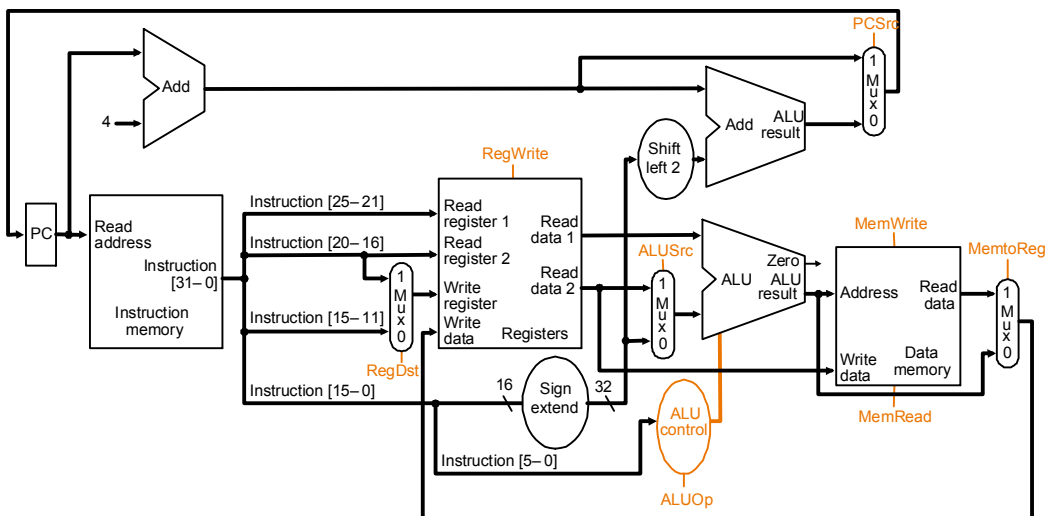 PCSrc
Add
4
1
M
u
x
0
Add
ALU
result
Shift
left 2
RegWrite
PC
Read
address
Instruction
[31–0]
Instruction
memory
Instruction [25–21]
Instruction [20–16]
Instruction [15–11]
Instruction [15–0]
Instruction [5–0]
1
M
u
x
0
RegDst
Read
register 1
Read
register 2
Write
register
Write
data
Read
data 1
Read
data 2
Registers
16
Sign
extend
32
ALUSrc
1
M
u
x
0
Zero
ALU
ALU
result
ALU
control
ALUOp
MemWrite
Address
Read
data
Write
data
Data
memory
MemRead
MemtoReg
1
M
u
x
0